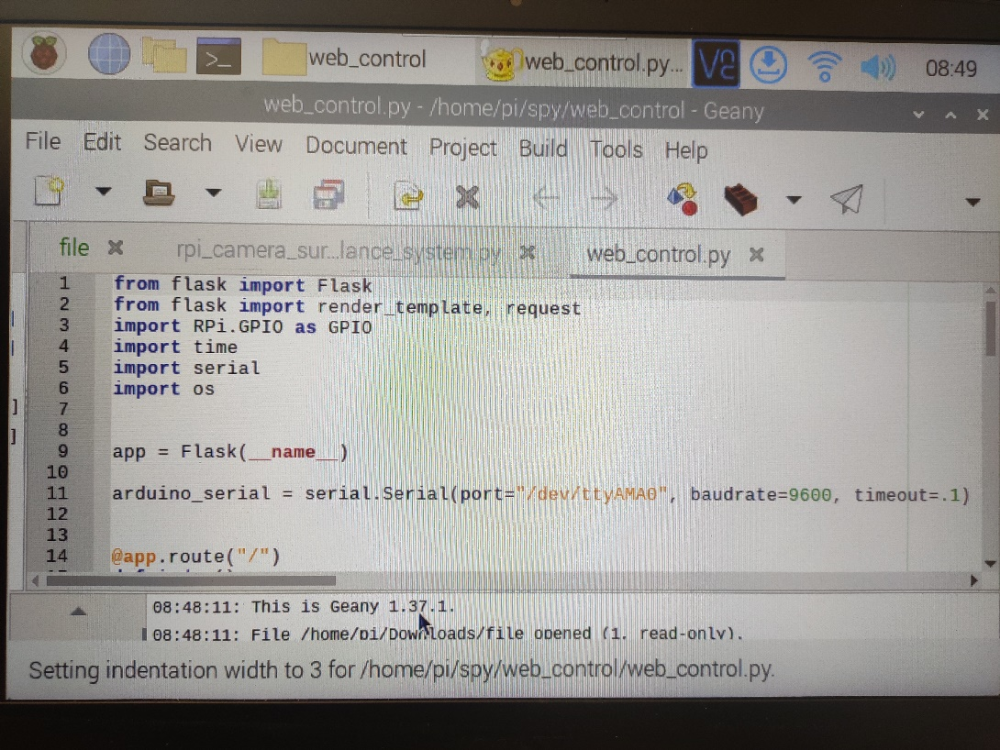 web_control
web_control.py...
08:49
web_control.py - /home/pi/spy/web_control - Geany
File Edit Search View Document Project Build Tools Help
file
rpi_camera_sur...lance_system.py
web_control.py
1 from flask import Flask
2 from flask import render_template, request
3 import RPi.GPIO as GPIO
4 import time
5 import serial
6 import os
7
8
9 app = Flask(__name__)
10
11 arduino_serial = serial.Serial(port="/dev/ttyAMA0", baudrate=9600, timeout=.1)
12
13
14 @app.route("/")
08:48:11: This is Geany 1.37.1.
08:48:11: File /home/pi/Downloads/file opened (1, read-only).
Setting indentation width to 3 for /home/pi/spy/web_control/web_control.py.